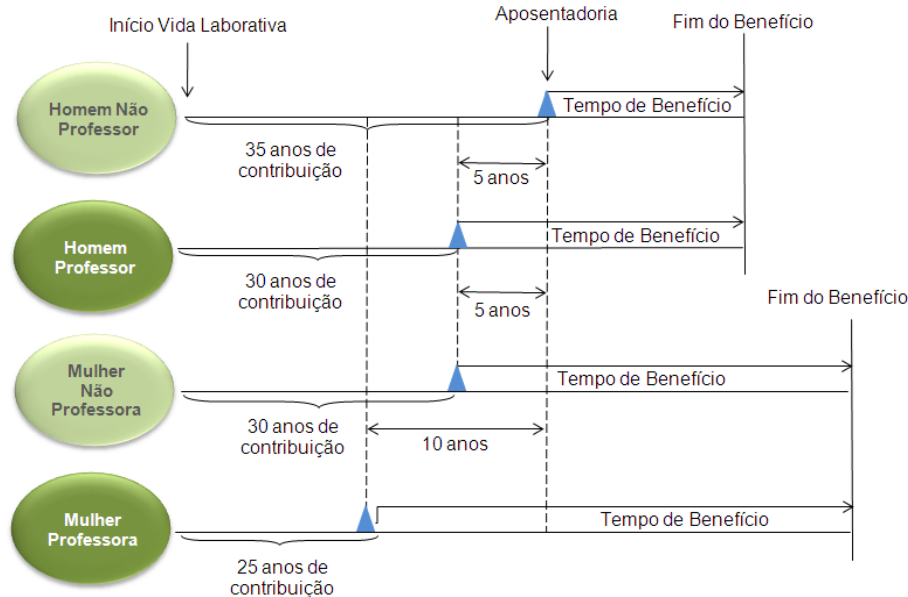 Início Vida Laborativa
Aposentadoria
Fim do Benefício
Homem Não
Professor
Tempo de Benefício
35 anos de
contribuição
5 anos
Homem
Professor
Tempo de Benefício
30 anos de
contribuição
5 anos
Fim do Benefício
Mulher
Não
Professora
Tempo de Benefício
30 anos de
contribuição
10 anos
Mulher
Professora
Tempo de Benefício
25 anos de
contribuição